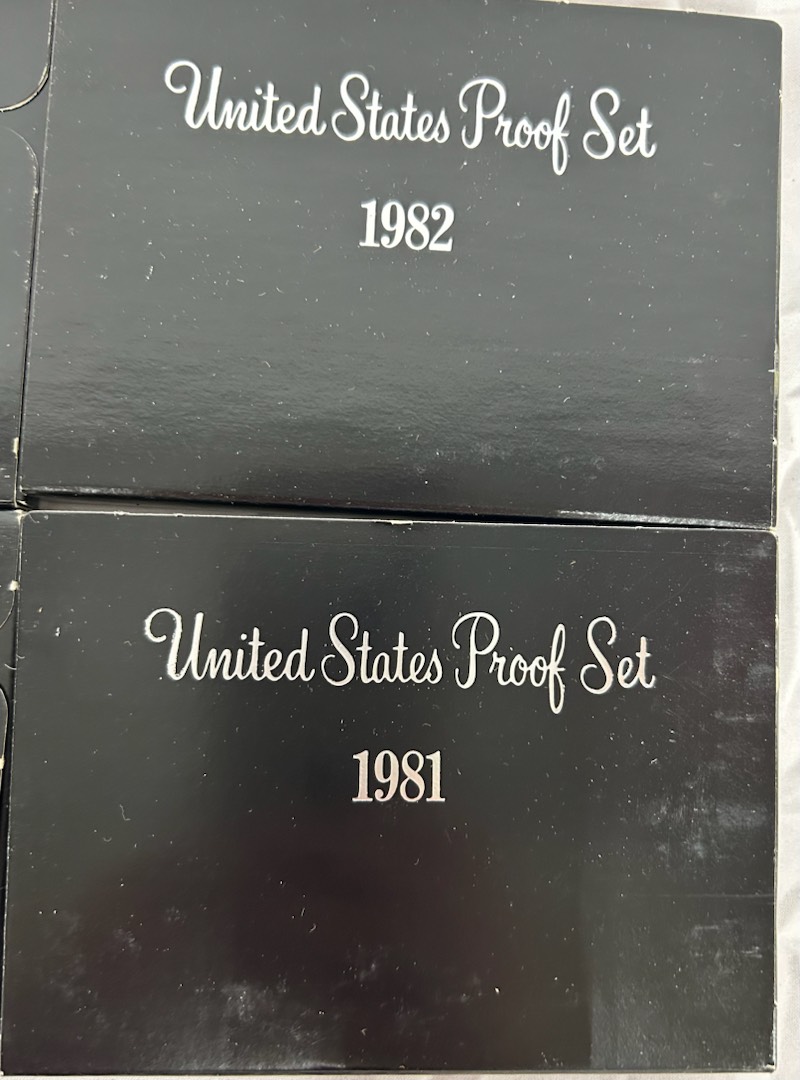 United States Proof Set
1982
United States Proof Set
1981